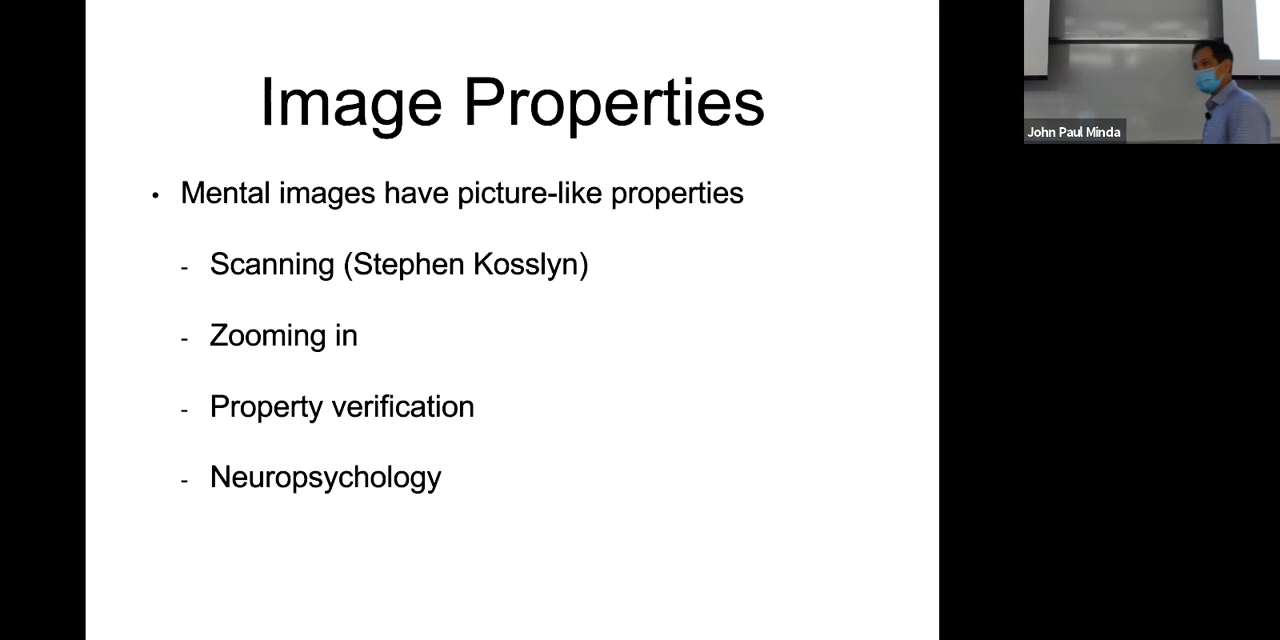 Image Properties
• Mental images have picture-like properties
- Scanning (Stephen Kosslyn)
- Zooming in
- Property verification
- Neuropsychology
John Paul Minda